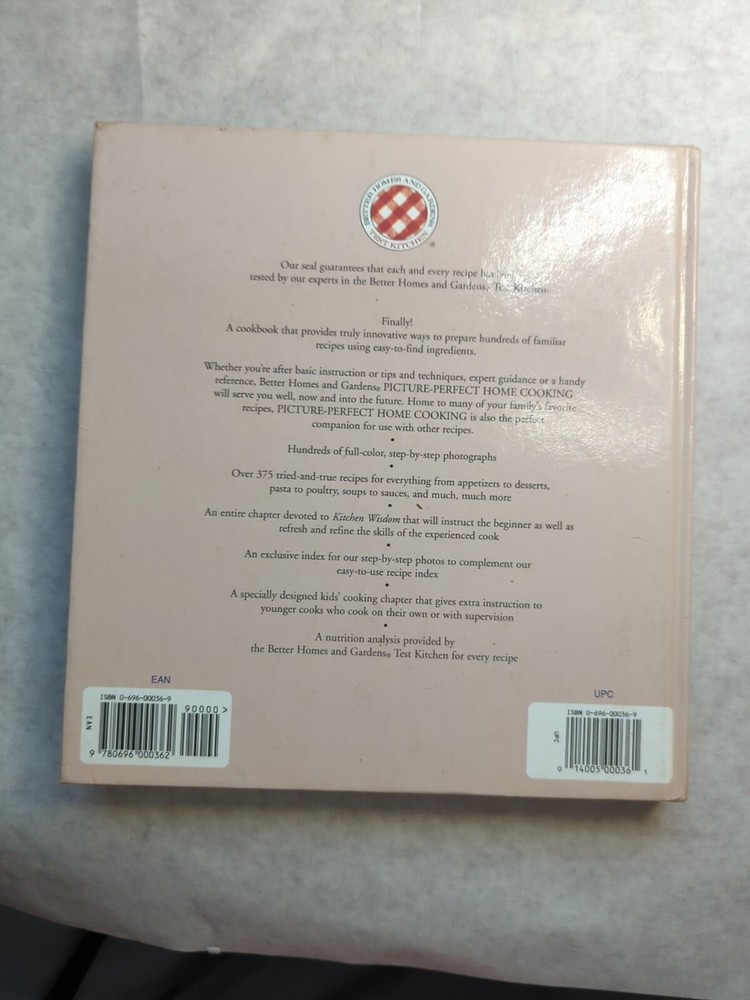 BETTER HOMES AND GARDENS®
TEST KITCHEN
®
Our seal guarantees that each and every recipe
tested by our experts in the Better Homes and Gardens® Test Kitchen.
Finally!
A cookbook that provides truly innovative ways to prepare hundreds of familiar
recipes using easy-to-find ingredients.
Whether you're after basic instruction or tips and techniques, expert guidance or a handy
reference, Better Homes and Gardens® PICTURE-PERFECT HOME COOKING
will serve you well, now and into the future. Home to many of your family's favorite
recipes, PICTURE-PERFECT HOME COOKING is also the perfect
companion for use with other recipes.
•
Hundreds of full-color, step-by-step photographs
•
Over 375 tried-and-true recipes for everything from appetizers to desserts,
pasta to poultry, soups to sauces, and much, much more
•
An entire chapter devoted to Kitchen Wisdom that will instruct the beginner as well as
refresh and refine the skills of the experienced cook
•
An exclusive index for our step-by-step photos to complement our
easy-to-use recipe index
•
A specially designed kids' cooking chapter that gives extra instruction to
younger cooks who cook on their own or with supervision
•
A nutrition analysis provided by
the Better Homes and Gardens® Test Kitchen for every recipe
EAN
ISBN 0-696-00036-9
90000 >
EAN
9 780696 000362
UPC
ISBN 0-696-00036-9
UPC
0 14005 00036 1